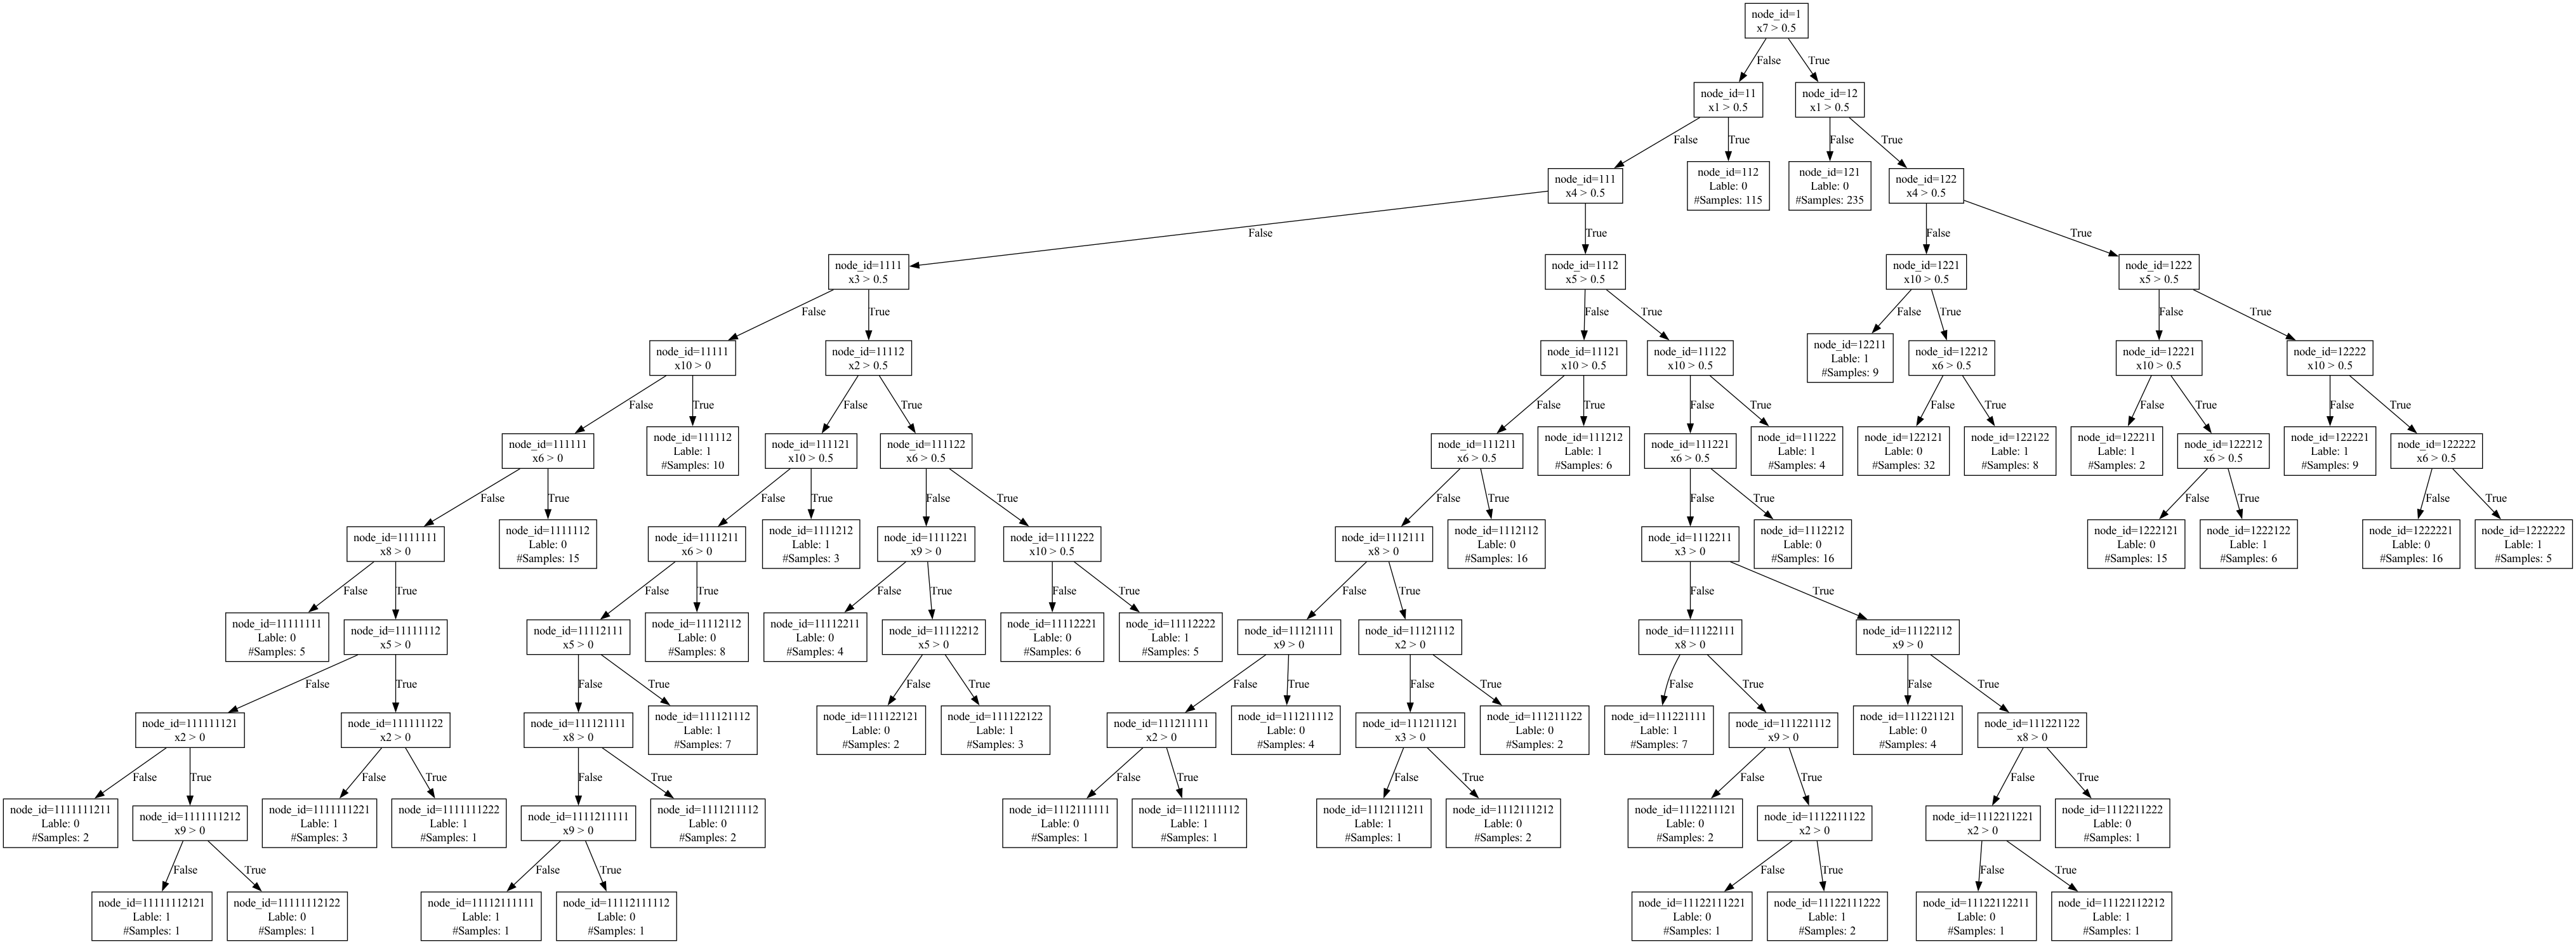 node_id=1
x7 > 0.5
False
True
node_id=11
x1 > 0.5
node_id=12
x1 > 0.5
False
True
False
True
node_id=111
x4 > 0.5
node_id=112
Lable: 0
#Samples: 115
node_id=121
Lable: 0
#Samples: 235
node_id=122
x4 > 0.5
False
True
False
True
node_id=1111
x3 > 0.5
node_id=1112
x5 > 0.5
node_id=1221
x10 > 0.5
node_id=1222
x5 > 0.5
False
True
False
True
False
True
False
True
node_id=11111
x10 > 0
node_id=11112
x2 > 0.5
node_id=11121
x10 > 0.5
node_id=11122
x10 > 0.5
node_id=12211
Lable: 1
#Samples: 9
node_id=12212
x6 > 0.5
node_id=12221
x10 > 0.5
node_id=12222
x10 > 0.5
False
True
False
True
False
True
False
True
False
True
False
True
False
True
node_id=111111
x6 > 0
node_id=111112
Lable: 1
#Samples: 10
node_id=111121
x10 > 0.5
node_id=111122
x6 > 0.5
node_id=111211
x6 > 0.5
node_id=111212
Lable: 1
#Samples: 6
node_id=111221
x6 > 0.5
node_id=111222
Lable: 1
#Samples: 4
node_id=122121
Lable: 0
#Samples: 32
node_id=122122
Lable: 1
#Samples: 8
node_id=122211
Lable: 1
#Samples: 2
node_id=122212
x6 > 0.5
node_id=122221
Lable: 1
#Samples: 9
node_id=122222
x6 > 0.5
False
True
False
True
False
True
False
True
False
True
False
True
False
True
node_id=1111111
x8 > 0
node_id=1111112
Lable: 0
#Samples: 15
node_id=1111211
x6 > 0
node_id=1111212
Lable: 1
#Samples: 3
node_id=1111221
x9 > 0
node_id=1111222
x10 > 0.5
node_id=1112111
x8 > 0
node_id=1112112
Lable: 0
#Samples: 16
node_id=1112211
x3 > 0
node_id=1112212
Lable: 0
#Samples: 16
node_id=1222121
Lable: 0
#Samples: 15
node_id=1222122
Lable: 1
#Samples: 6
node_id=1222221
Lable: 0
#Samples: 16
node_id=1222222
Lable: 1
#Samples: 5
False
True
False
True
False
True
False
True
False
True
False
True
node_id=11111111
Lable: 0
#Samples: 5
node_id=11111112
x5 > 0
node_id=11112111
x5 > 0
node_id=11112112
Lable: 0
#Samples: 8
node_id=11112211
Lable: 0
#Samples: 4
node_id=11112212
x5 > 0
node_id=11112221
Lable: 0
#Samples: 6
node_id=11112222
Lable: 1
#Samples: 5
node_id=11121111
x9 > 0
node_id=11121112
x2 > 0
node_id=11122111
x8 > 0
node_id=11122112
x9 > 0
False
True
False
True
False
True
False
True
False
True
False
True
False
True
node_id=111111121
x2 > 0
node_id=111111122
x2 > 0
node_id=111121111
x8 > 0
node_id=111121112
Lable: 1
#Samples: 7
node_id=111122121
Lable: 0
#Samples: 2
node_id=111122122
Lable: 1
#Samples: 3
node_id=111211111
x2 > 0
node_id=111211112
Lable: 0
#Samples: 4
node_id=111211121
x3 > 0
node_id=111211122
Lable: 0
#Samples: 2
node_id=111221111
Lable: 1
#Samples: 7
node_id=111221112
x9 > 0
node_id=111221121
Lable: 0
#Samples: 4
node_id=111221122
x8 > 0
False
True
False
True
False
True
False
True
False
True
False
True
False
True
node_id=1111111211
Lable: 0
#Samples: 2
node_id=1111111212
x9 > 0
node_id=1111111221
Lable: 1
#Samples: 3
node_id=1111111222
Lable: 1
#Samples: 1
node_id=1111211111
x9 > 0
node_id=1111211112
Lable: 0
#Samples: 2
node_id=1112111111
Lable: 0
#Samples: 1
node_id=1112111112
Lable: 1
#Samples: 1
node_id=1112111211
Lable: 1
#Samples: 1
node_id=1112111212
Lable: 0
#Samples: 2
node_id=1112211121
Lable: 0
#Samples: 2
node_id=1112211122
x2 > 0
node_id=1112211221
x2 > 0
node_id=1112211222
Lable: 0
#Samples: 1
False
True
False
True
False
True
False
True
node_id=11111112121
Lable: 1
#Samples: 1
node_id=11111112122
Lable: 0
#Samples: 1
node_id=11112111111
Lable: 1
#Samples: 1
node_id=11112111112
Lable: 0
#Samples: 1
node_id=11122111221
Lable: 0
#Samples: 1
node_id=11122111222
Lable: 1
#Samples: 2
node_id=11122112211
Lable: 0
#Samples: 1
node_id=11122112212
Lable: 1
#Samples: 1